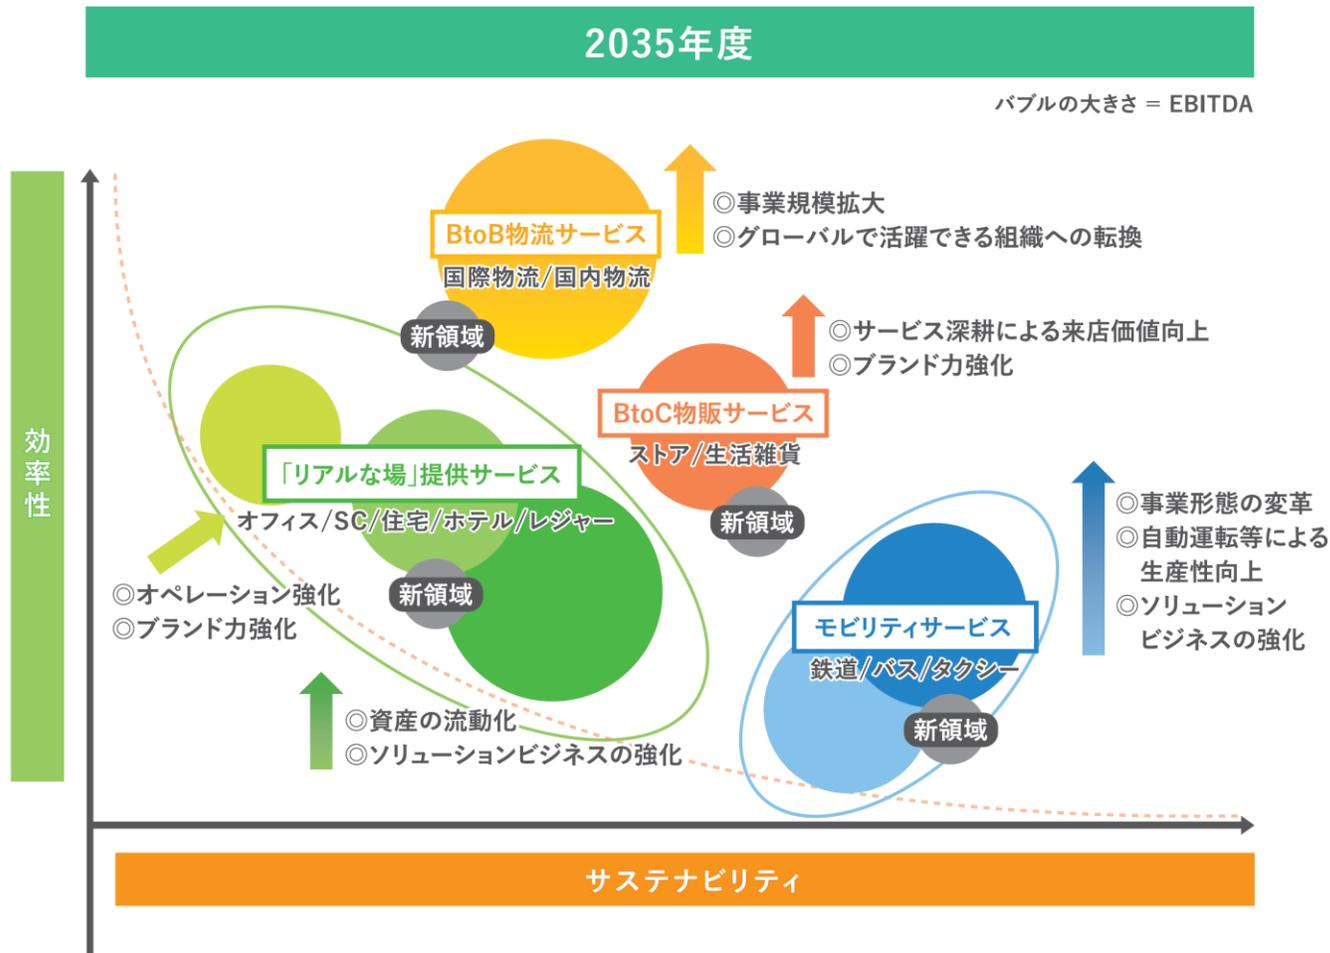 2035年度
バブルの大きさ = EBITDA
効率性
BtoB物流サービス
国際物流/国内物流
新領域
◎事業規模拡大
◎グローバルで活躍できる組織への転換
BtoC物販サービス
ストア/生活雑貨
新領域
◎サービス深耕による来店価値向上
◎ブランド力強化
「リアルな場」提供サービス
オフィス/SC/住宅/ホテル/レジャー
新領域
◎オペレーション強化
◎ブランド力強化
◎資産の流動化
◎ソリューションビジネスの強化
モビリティサービス
鉄道/バス/タクシー
新領域
◎事業形態の変革
◎自動運転等による
生産性向上
◎ソリューション
ビジネスの強化
サステナビリティ